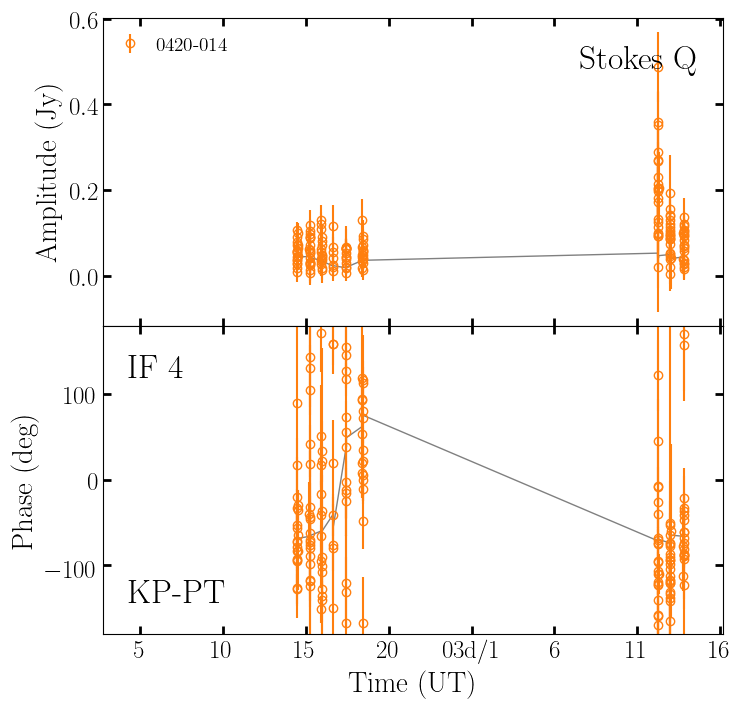 0420-014
Stokes Q
0.6
0.4
0.2
0.0
Amplitude (Jy)
IF 4
100
0
−100
Phase (deg)
KP-PT
5 10 15 20 03d/1 6 11 16
Time (UT)